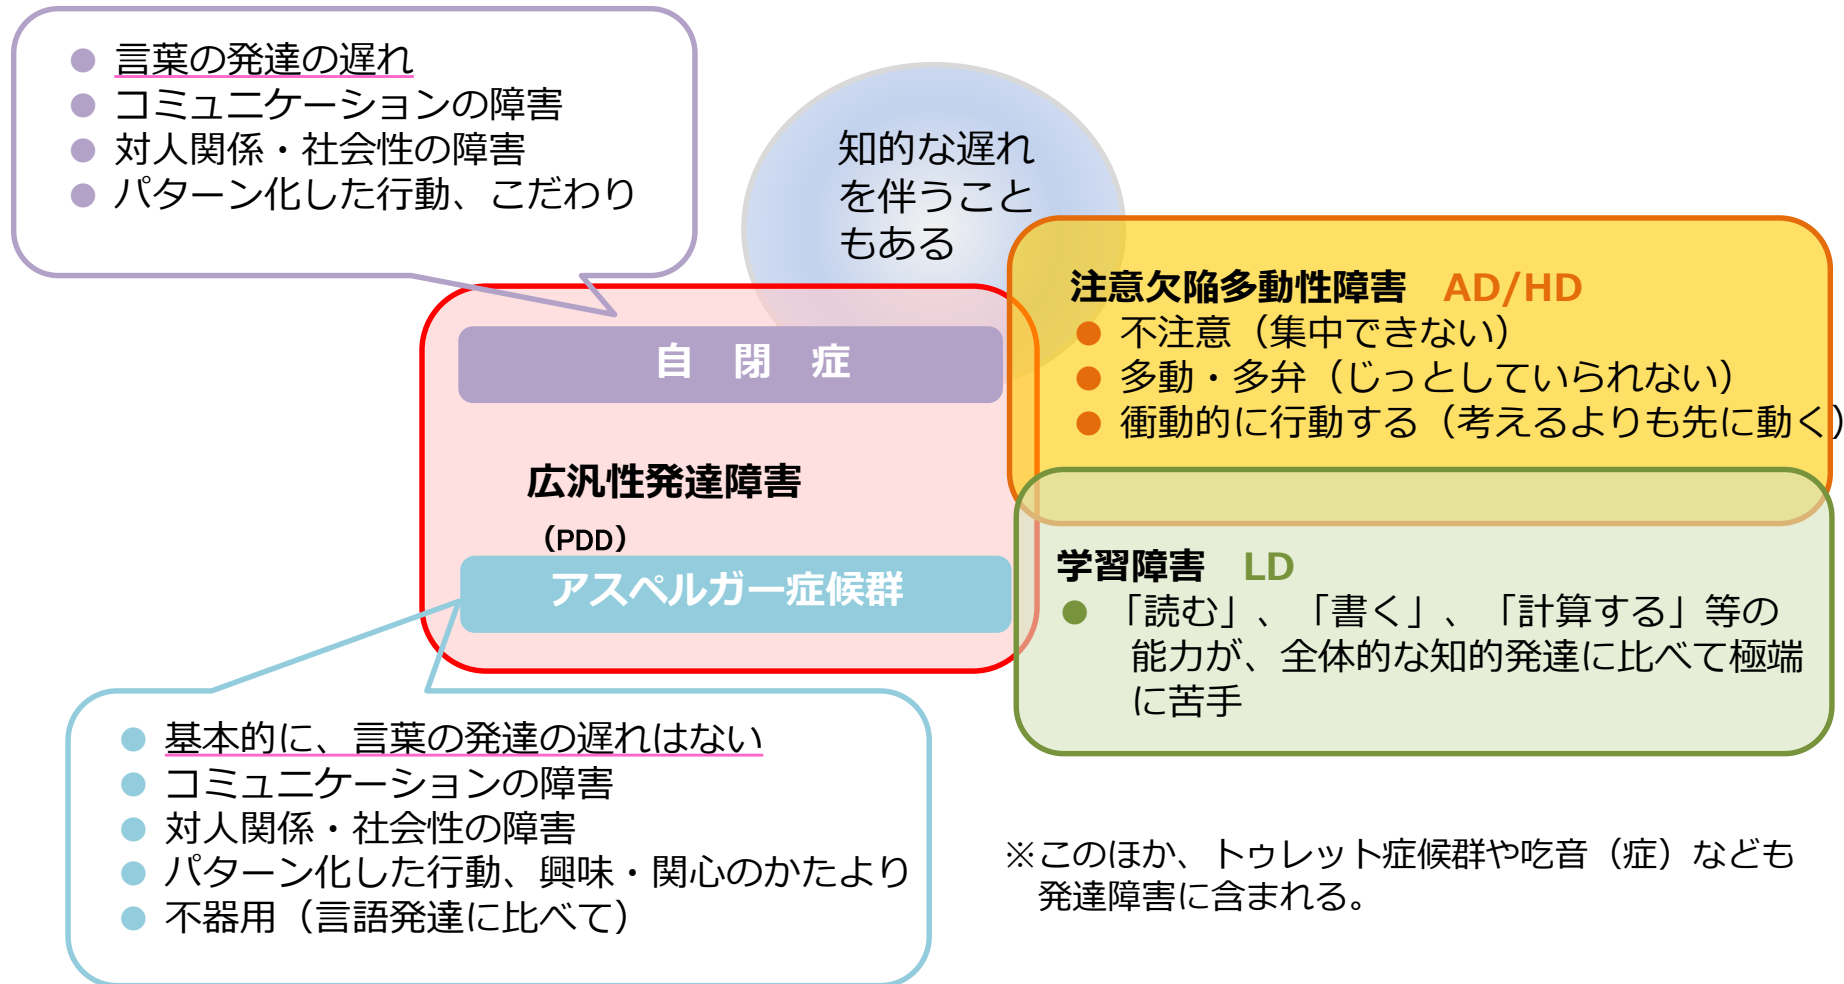 ● 言葉の発達の遅れ
● コミュニケーションの障害
● 対人関係・社会性の障害
● パターン化した行動、こだわり
知的な遅れ
を伴うこと
もある
自　閉　症
広汎性発達障害
（PDD）
アスペルガー症候群
● 基本的に、言葉の発達の遅れはない
● コミュニケーションの障害
● 対人関係・社会性の障害
● パターン化した行動、興味・関心のかたより
● 不器用（言語発達に比べて）
注意欠陥多動性障害　AD/HD
● 不注意（集中できない）
● 多動・多弁（じっとしていられない）
● 衝動的に行動する（考えるよりも先に動く）
学習障害　LD
● 「読む」、「書く」、「計算する」等の
能力が、全体的な知的発達に比べて極端
に苦手
※このほか、トゥレット症候群や吃音（症）なども
発達障害に含まれる。